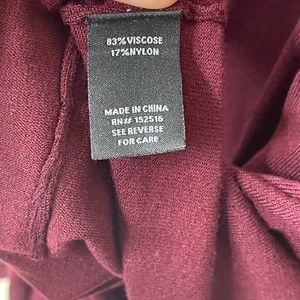 83%VISCOSE
17%NYLON
MADE IN CHINA
RN# 152516
SEE REVERSE
FOR CARE